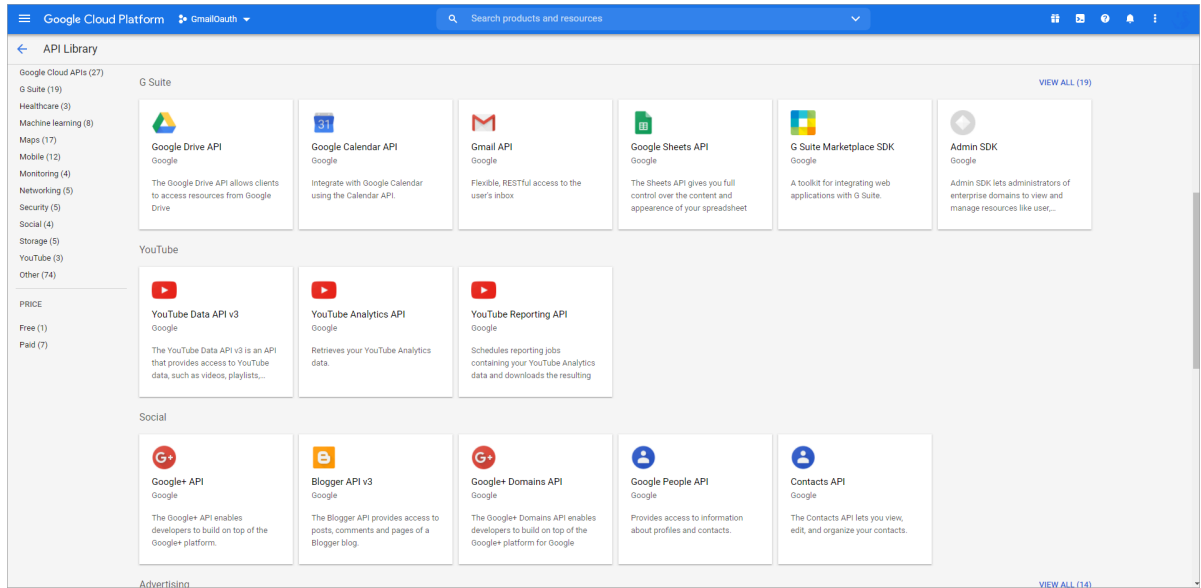 Google Cloud Platform
GmailOauth
Search products and resources
API Library
Google Cloud APIs (27)
G Suite (19)
Healthcare (3)
Machine learning (8)
Maps (17)
Mobile (12)
Monitoring (4)
Networking (5)
Security (5)
Social (4)
Storage (5)
YouTube (3)
Other (74)
PRICE
Free (1)
Paid (7)
G Suite
VIEW ALL (19)
Google Drive API
Google
The Google Drive API allows clients
to access resources from Google
Drive
31
Google Calendar API
Google
Integrate with Google Calendar
using the Calendar API.
Gmail API
Google
Flexible, RESTful access to the
user's inbox
Google Sheets API
Google
The Sheets API gives you full
control over the content and
appearence of your spreadsheet
G Suite Marketplace SDK
Google
A toolkit for integrating web
applications with G Suite.
Admin SDK
Google
Admin SDK lets administrators of
enterprise domains to view and
manage resources like user,...
YouTube
YouTube Data API v3
Google
The YouTube Data API v3 is an API
that provides access to YouTube
data, such as videos, playlists,...
YouTube Analytics API
Google
Retrieves your YouTube Analytics
data.
YouTube Reporting API
Google
Schedules reporting jobs
containing your YouTube Analytics
data and downloads the resulting
Social
G+
Google+ API
Google
The Google+ API enables
developers to build on top of the
Google+ platform.
Blogger API v3
Google
The Blogger API provides access to
posts, comments and pages of a
Blogger blog.
G+
Google+ Domains API
Google
The Google+ Domains API enables
developers to build on top of the
Google+ platform for Google
Google People API
Google
Provides access to information
about profiles and contacts.
Contacts API
Google
The Contacts API lets you view,
edit, and organize your contacts.
Advertising
VIEW ALL (14)